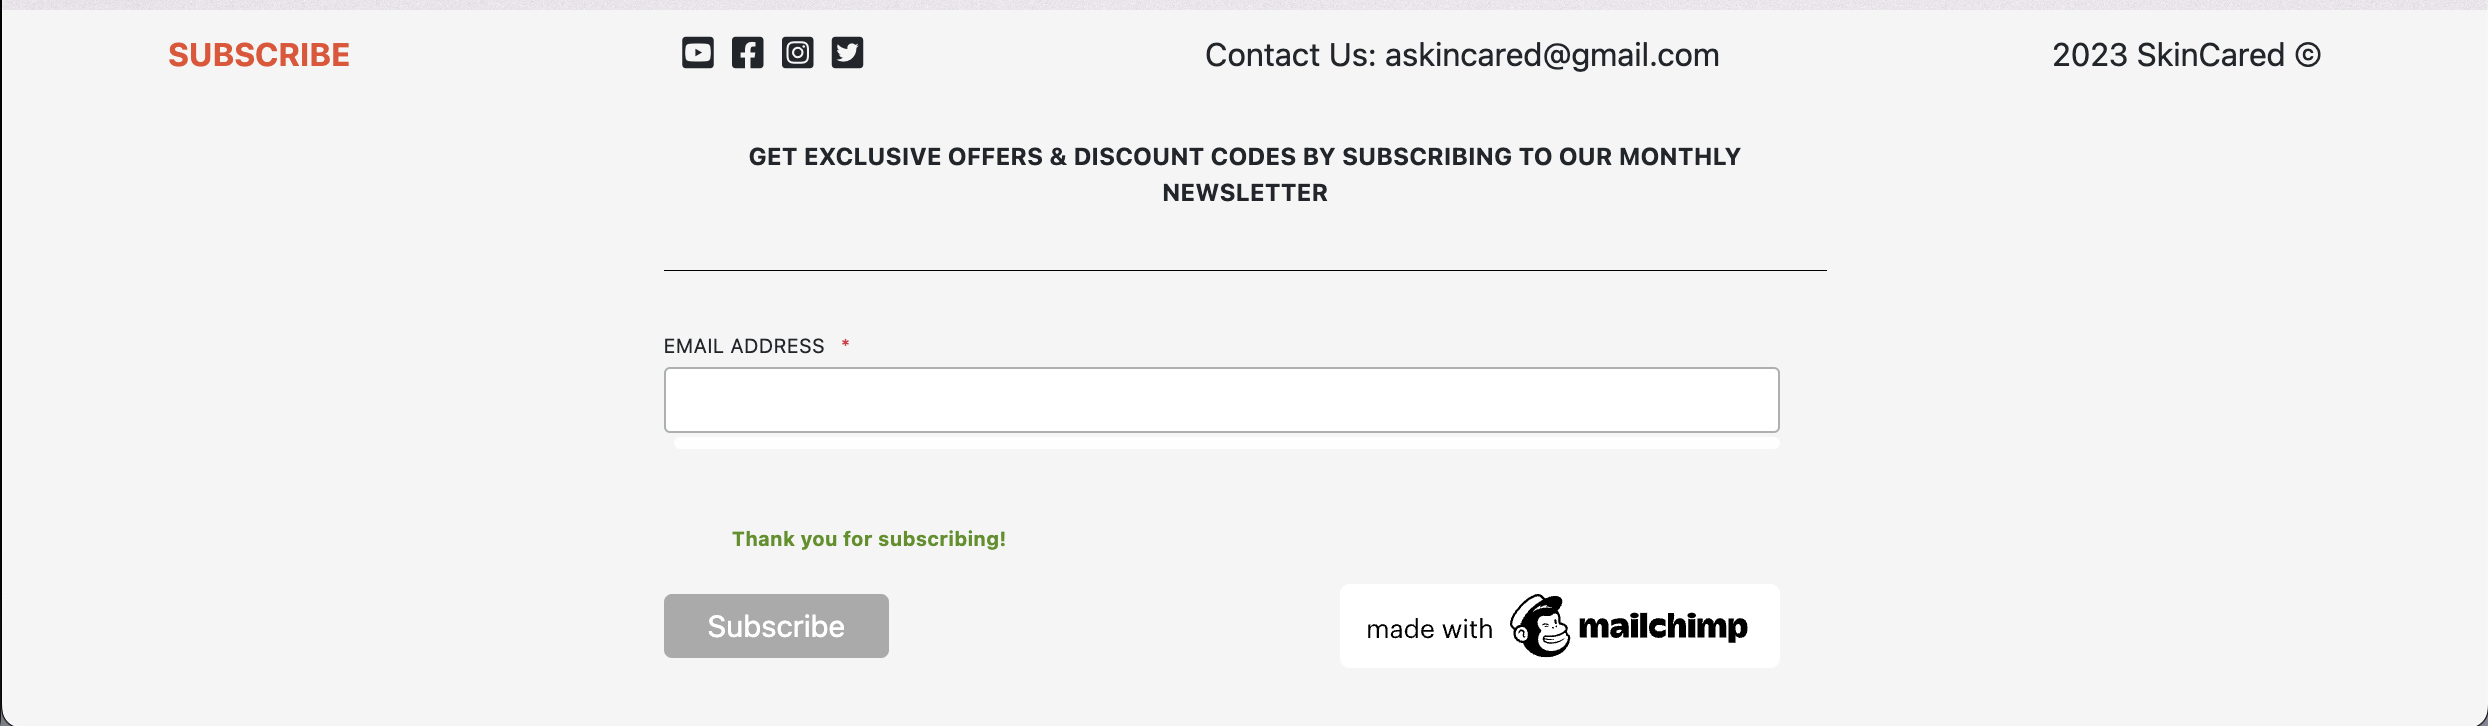 SUBSCRIBE
Contact Us: askincared@gmail.com
2023 SkinCared ©
GET EXCLUSIVE OFFERS & DISCOUNT CODES BY SUBSCRIBING TO OUR MONTHLY
NEWSLETTER
EMAIL ADDRESS *
Thank you for subscribing!
Subscribe
made with mailchimp